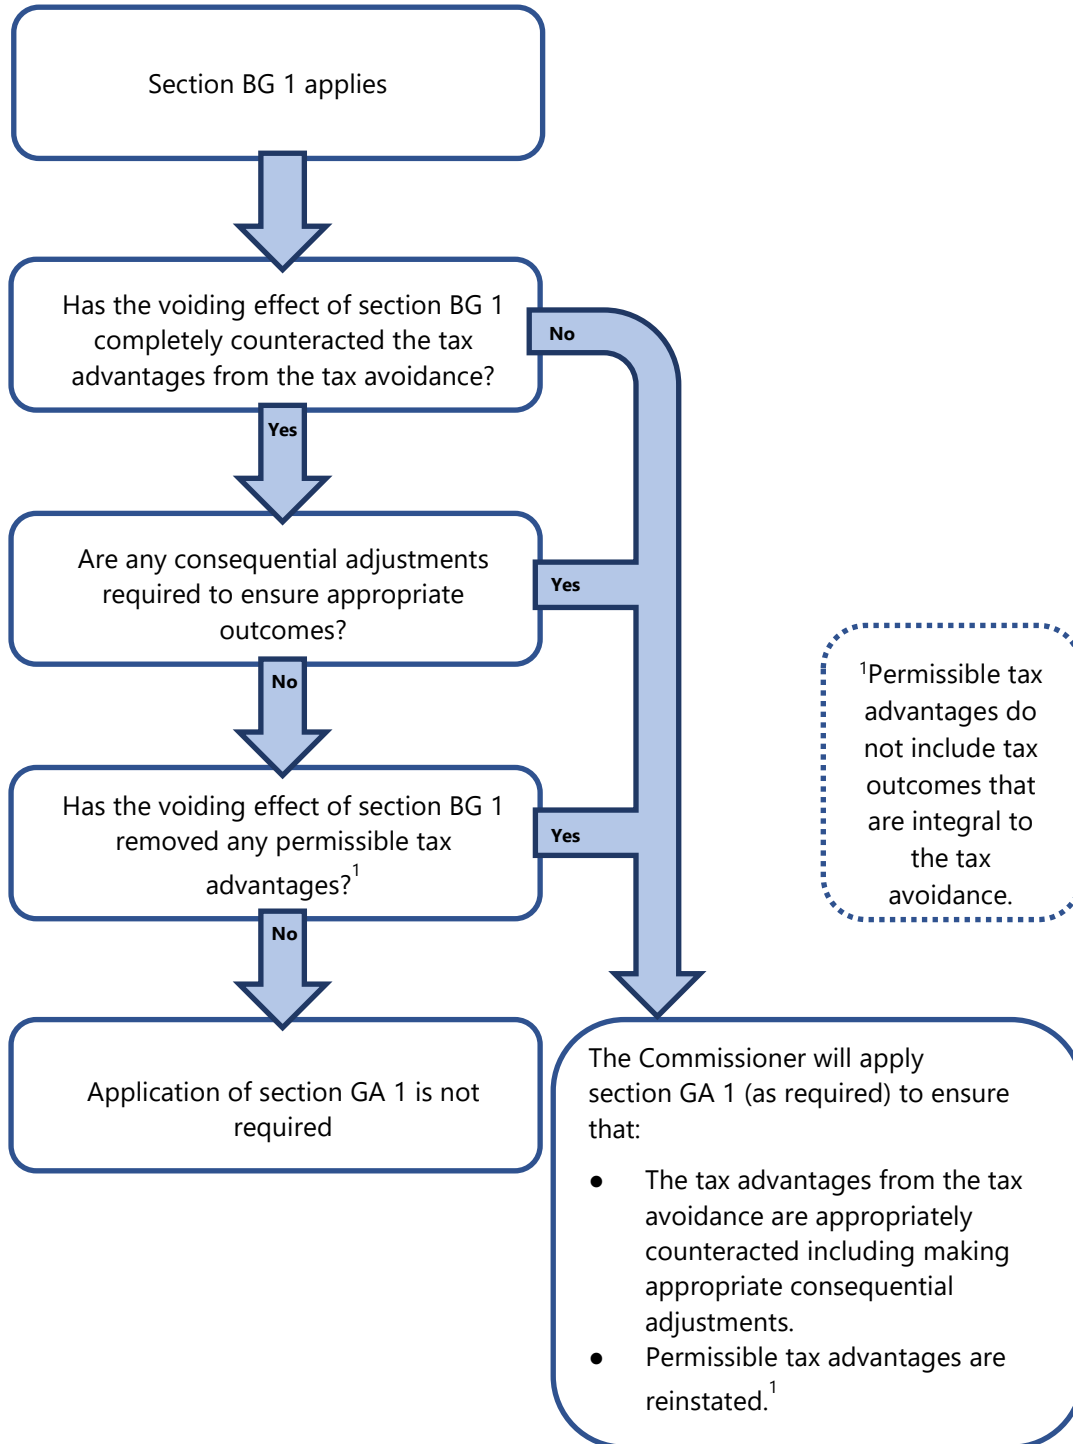 Section BG 1 applies
Has the voiding effect of section BG 1
completely counteracted the tax
advantages from the tax avoidance?
No
Yes
Are any consequential adjustments
required to ensure appropriate
outcomes?
Yes
No
Has the voiding effect of section BG 1
removed any permissible tax
advantages?1
Yes
No
1Permissible tax
advantages do
not include tax
outcomes that
are integral to
the tax
avoidance.
Application of section GA 1 is not
required
The Commissioner will apply
section GA 1 (as required) to ensure
that:
● The tax advantages from the tax
avoidance are appropriately
counteracted including making
appropriate consequential
adjustments.
● Permissible tax advantages are
reinstated.1